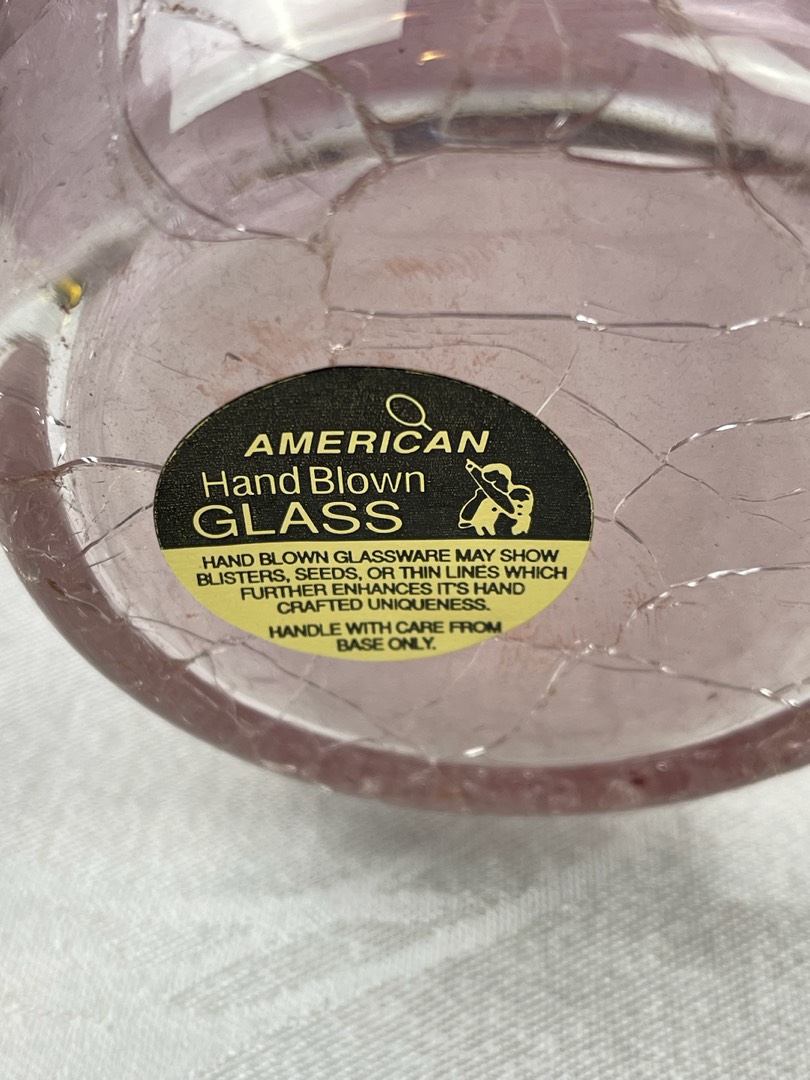 AMERICAN
Hand Blown
GLASS
HAND BLOWN GLASSWARE MAY SHOW
BLISTERS, SEEDS, OR THIN LINES WHICH
FURTHER ENHANCES IT'S HAND
CRAFTED UNIQUENESS.
HANDLE WITH CARE FROM
BASE ONLY.